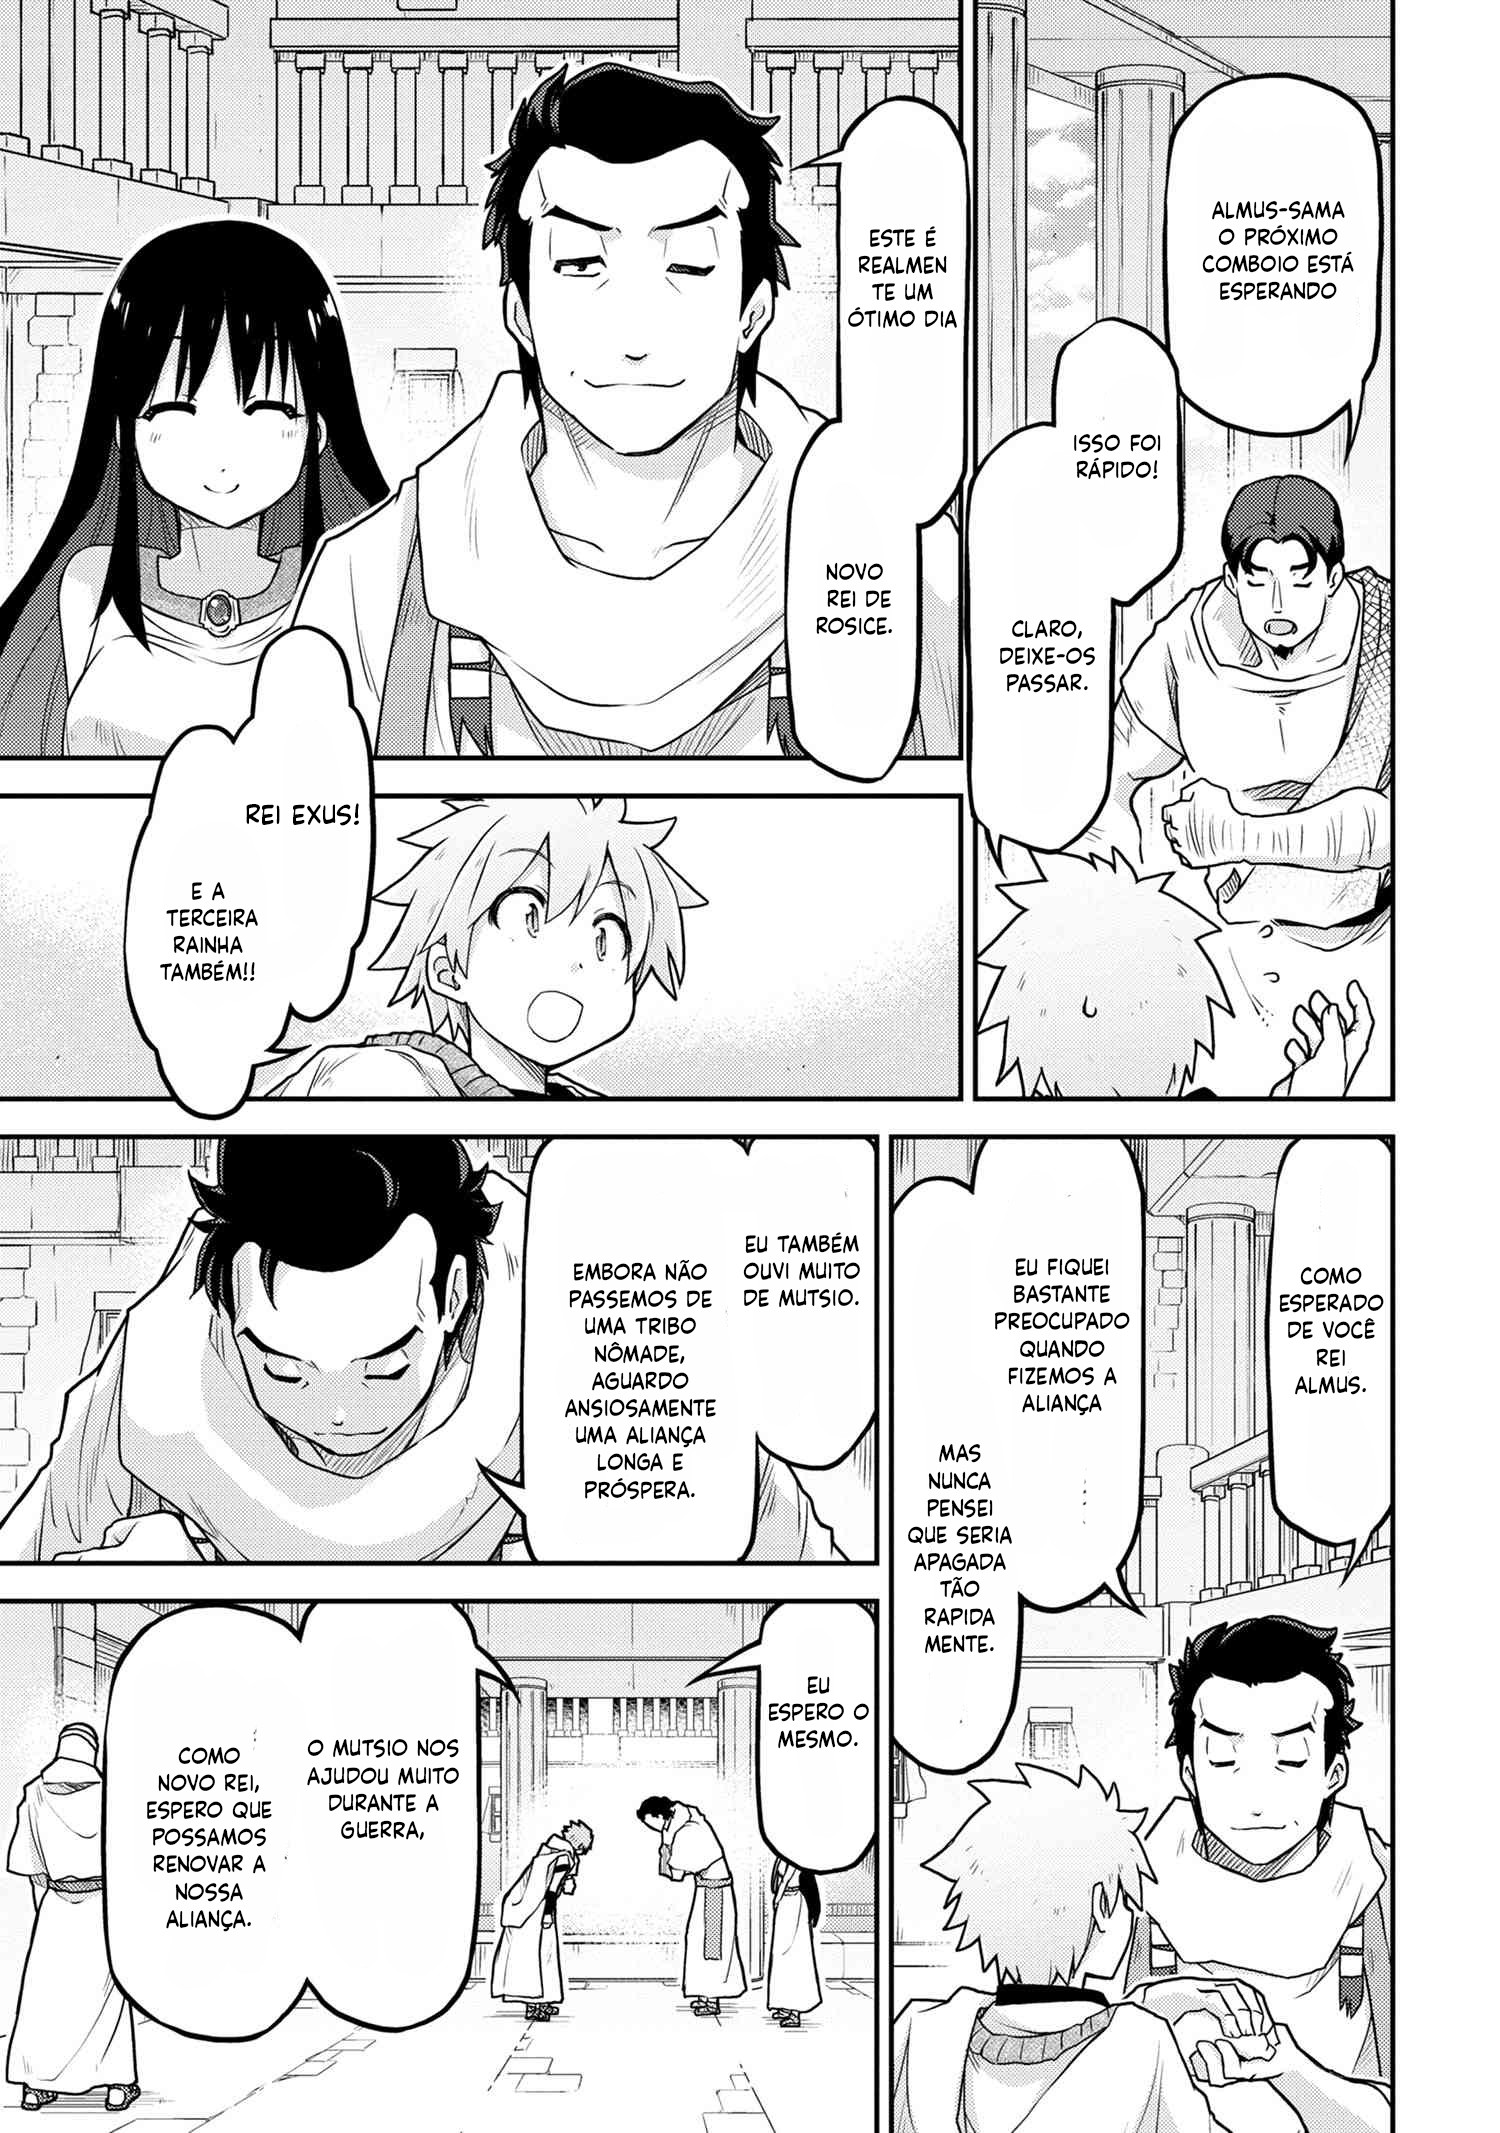 ALMUS-SAMA
O PRÓXIMO
COMBOIO ESTÁ
ESPERANDO
ISSO FOI
RÁPIDO!
CLARO,
DEIXE-OS
PASSAR.
ESTE É
REALMEN
TE UM
ÓTIMO DIA
NOVO
REI DE
ROSICE.
REI EXUS!
E A
TERCEIRA
RAINHA
TAMBÉM!!
COMO
ESPERADO
DE VOCÊ
REI
ALMUS.
EU FIQUEI
BASTANTE
PREOCUPADO
QUANDO
FIZEMOS A
ALIANÇA
MAS
NUNCA
PENSEI
QUE SERIA
APAGADA
TÃO
RAPIDA
MENTE.
EU TAMBÉM
OUVI MUITO
DE MUTSIO.
EMBORA NÃO
PASSEMOS DE
UMA TRIBO
NÔMADE,
AGUARDO
ANSIOSAMENTE
UMA ALIANÇA
LONGA E
PRÓSPERA.
EU
ESPERO O
MESMO.
O MUTSIO NOS
AJUDOU MUITO
DURANTE A
GUERRA,
COMO
NOVO REI,
ESPERO QUE
POSSAMOS
RENOVAR A
NOSSA
ALIANÇA.